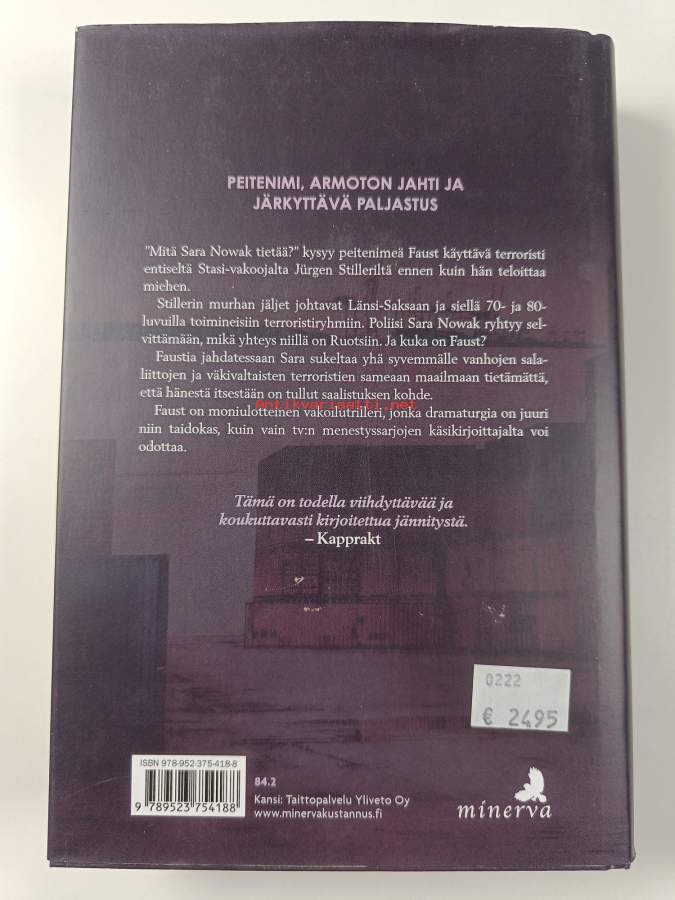 PEITENIMI, ARMOTON JAHTI JA
JÄRKYTTÄVÄ PALJASTUS
"Mitä Sara Nowak tietää?" kysyy peitenimeä Faust käyttävä terroristi
entiseltä Stasi-vakoojalta Jürgen Stilleriltä ennen kuin hän teloittaa
miehen.
Stillerin murhan jäljet johtavat Länsi-Saksaan ja siellä 70- ja 80-
luvuilla toimineisiin terroristiryhmiin. Poliisi Sara Nowak ryhtyy sel-
vittämään, mikä yhteys niillä on Ruotsiin. Ja kuka on Faust?
Faustia jahdatessaan Sara sukeltaa yhä syvemmälle vanhojen sala-
liittojen ja väkivaltaisten terroristien sameaan maailmaan tietämättä,
että hänestä itsestään on tullut saalistuksen kohde.
antikvariaatti.net
Faust on moniulotteinen vakoilutrilleri, jonka dramaturgia on juuri
niin taidokas, kuin vain tv:n menestyssarjojen käsikirjoittajalta voi
odottaa.
Tämä on todella viihdyttävää ja
koukuttavasti kirjoitettua jännitystä.
– Kapprakt
0222
€ 24,95
ISBN 978-952-375-418-8
9 789523 754188
84.2
Kansi: Taittopalvelu Yliveto Oy
www.minervakustannus.fi
minerva